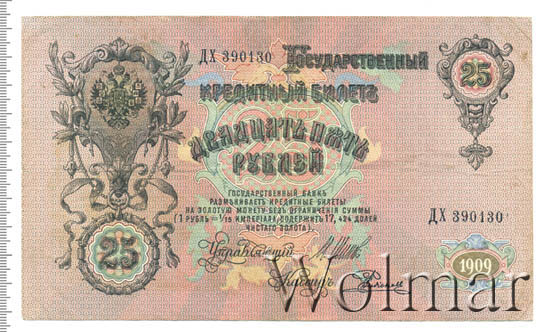 ДХ 390130
Государственный
25
Кредитный Билетъ
Двадцать пять
рублей
Государственный Банкъ
размѣниваетъ кредитные билеты
на золотую монету безъ ограниченія суммы
(1 рубль = 1/15 имперіала, содержитъ 17,424 долей
чистаго золота)
ДХ 390130
25
Управляющій
Кассиръ
1909
Wolmar